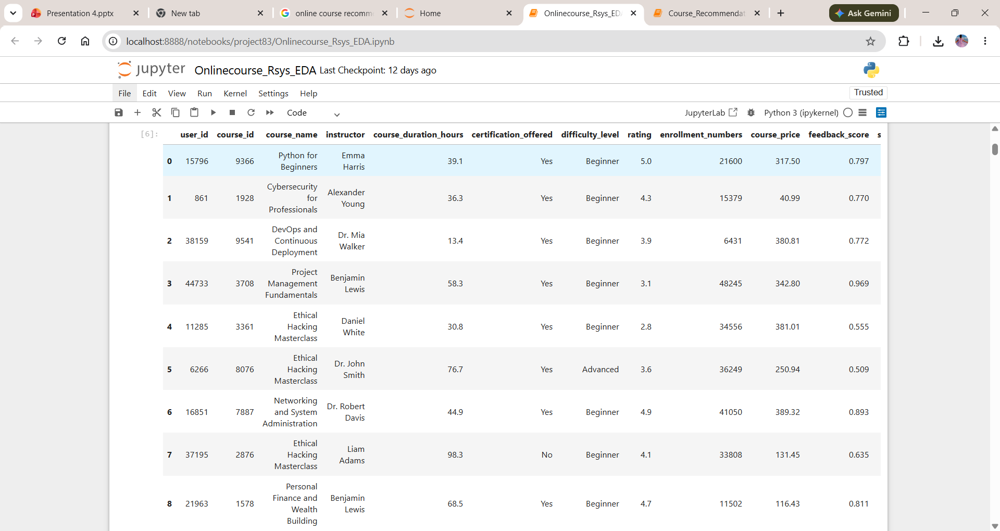 Presentation 4.pptx
New tab
online course recomm
Home
Onlinecourse_Rsys_ED
Course_Recommendat
Ask Gemini
localhost:8888/notebooks/project83/Onlinecourse_Rsys_EDA.ipynb
jupyter Onlinecourse_Rsys_EDA Last Checkpoint: 12 days ago
File Edit View Run Kernel Settings Help
Trusted
Code
JupyterLab
Python 3 (ipykernel)
[6]:
user_id course_id course_name instructor course_duration_hours certification_offered difficulty_level rating enrollment_numbers course_price feedback_score s
0 15796 9366 Python for Beginners Emma Harris 39.1 Yes Beginner 5.0 21600 317.50 0.797
1 861 1928 Cybersecurity for Professionals Alexander Young 36.3 Yes Beginner 4.3 15379 40.99 0.770
2 38159 9541 DevOps and Continuous Deployment Dr. Mia Walker 13.4 Yes Beginner 3.9 6431 380.81 0.772
3 44733 3708 Project Management Fundamentals Benjamin Lewis 58.3 Yes Beginner 3.1 48245 342.80 0.969
4 11285 3361 Ethical Hacking Masterclass Daniel White 30.8 Yes Beginner 2.8 34556 381.01 0.555
5 6266 8076 Ethical Hacking Masterclass Dr. John Smith 76.7 Yes Advanced 3.6 36249 250.94 0.509
6 16851 7887 Networking and System Administration Dr. Robert Davis 44.9 Yes Beginner 4.9 41050 389.32 0.893
7 37195 2876 Ethical Hacking Masterclass Liam Adams 98.3 No Beginner 4.1 33808 131.45 0.635
8 21963 1578 Personal Finance and Wealth Building Benjamin Lewis 68.5 Yes Beginner 4.7 11502 116.43 0.811